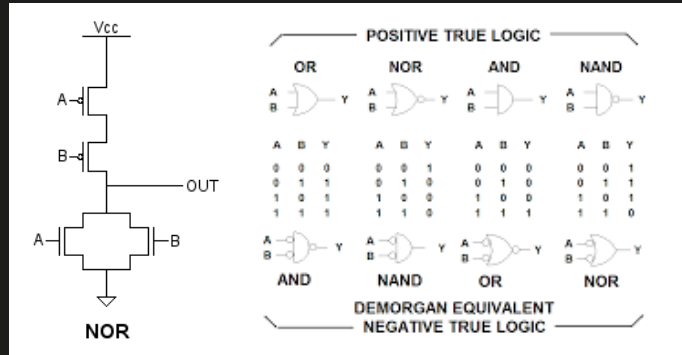 Vcc
A
B
OUT
A
B
NOR
POSITIVE TRUE LOGIC
OR NOR AND NAND
A A A A
Y Y Y Y
B B B B
A B Y A B Y A B Y A B Y
0 0 0 0 0 1 0 0 0 0 0 1
0 1 1 0 1 0 0 1 0 0 1 1
1 0 1 1 0 0 1 0 0 1 0 1
1 1 1 1 1 0 1 1 1 1 1 0
A A A A
Y Y Y Y
B B B B
AND NAND OR NOR
DEMORGAN EQUIVALENT
NEGATIVE TRUE LOGIC